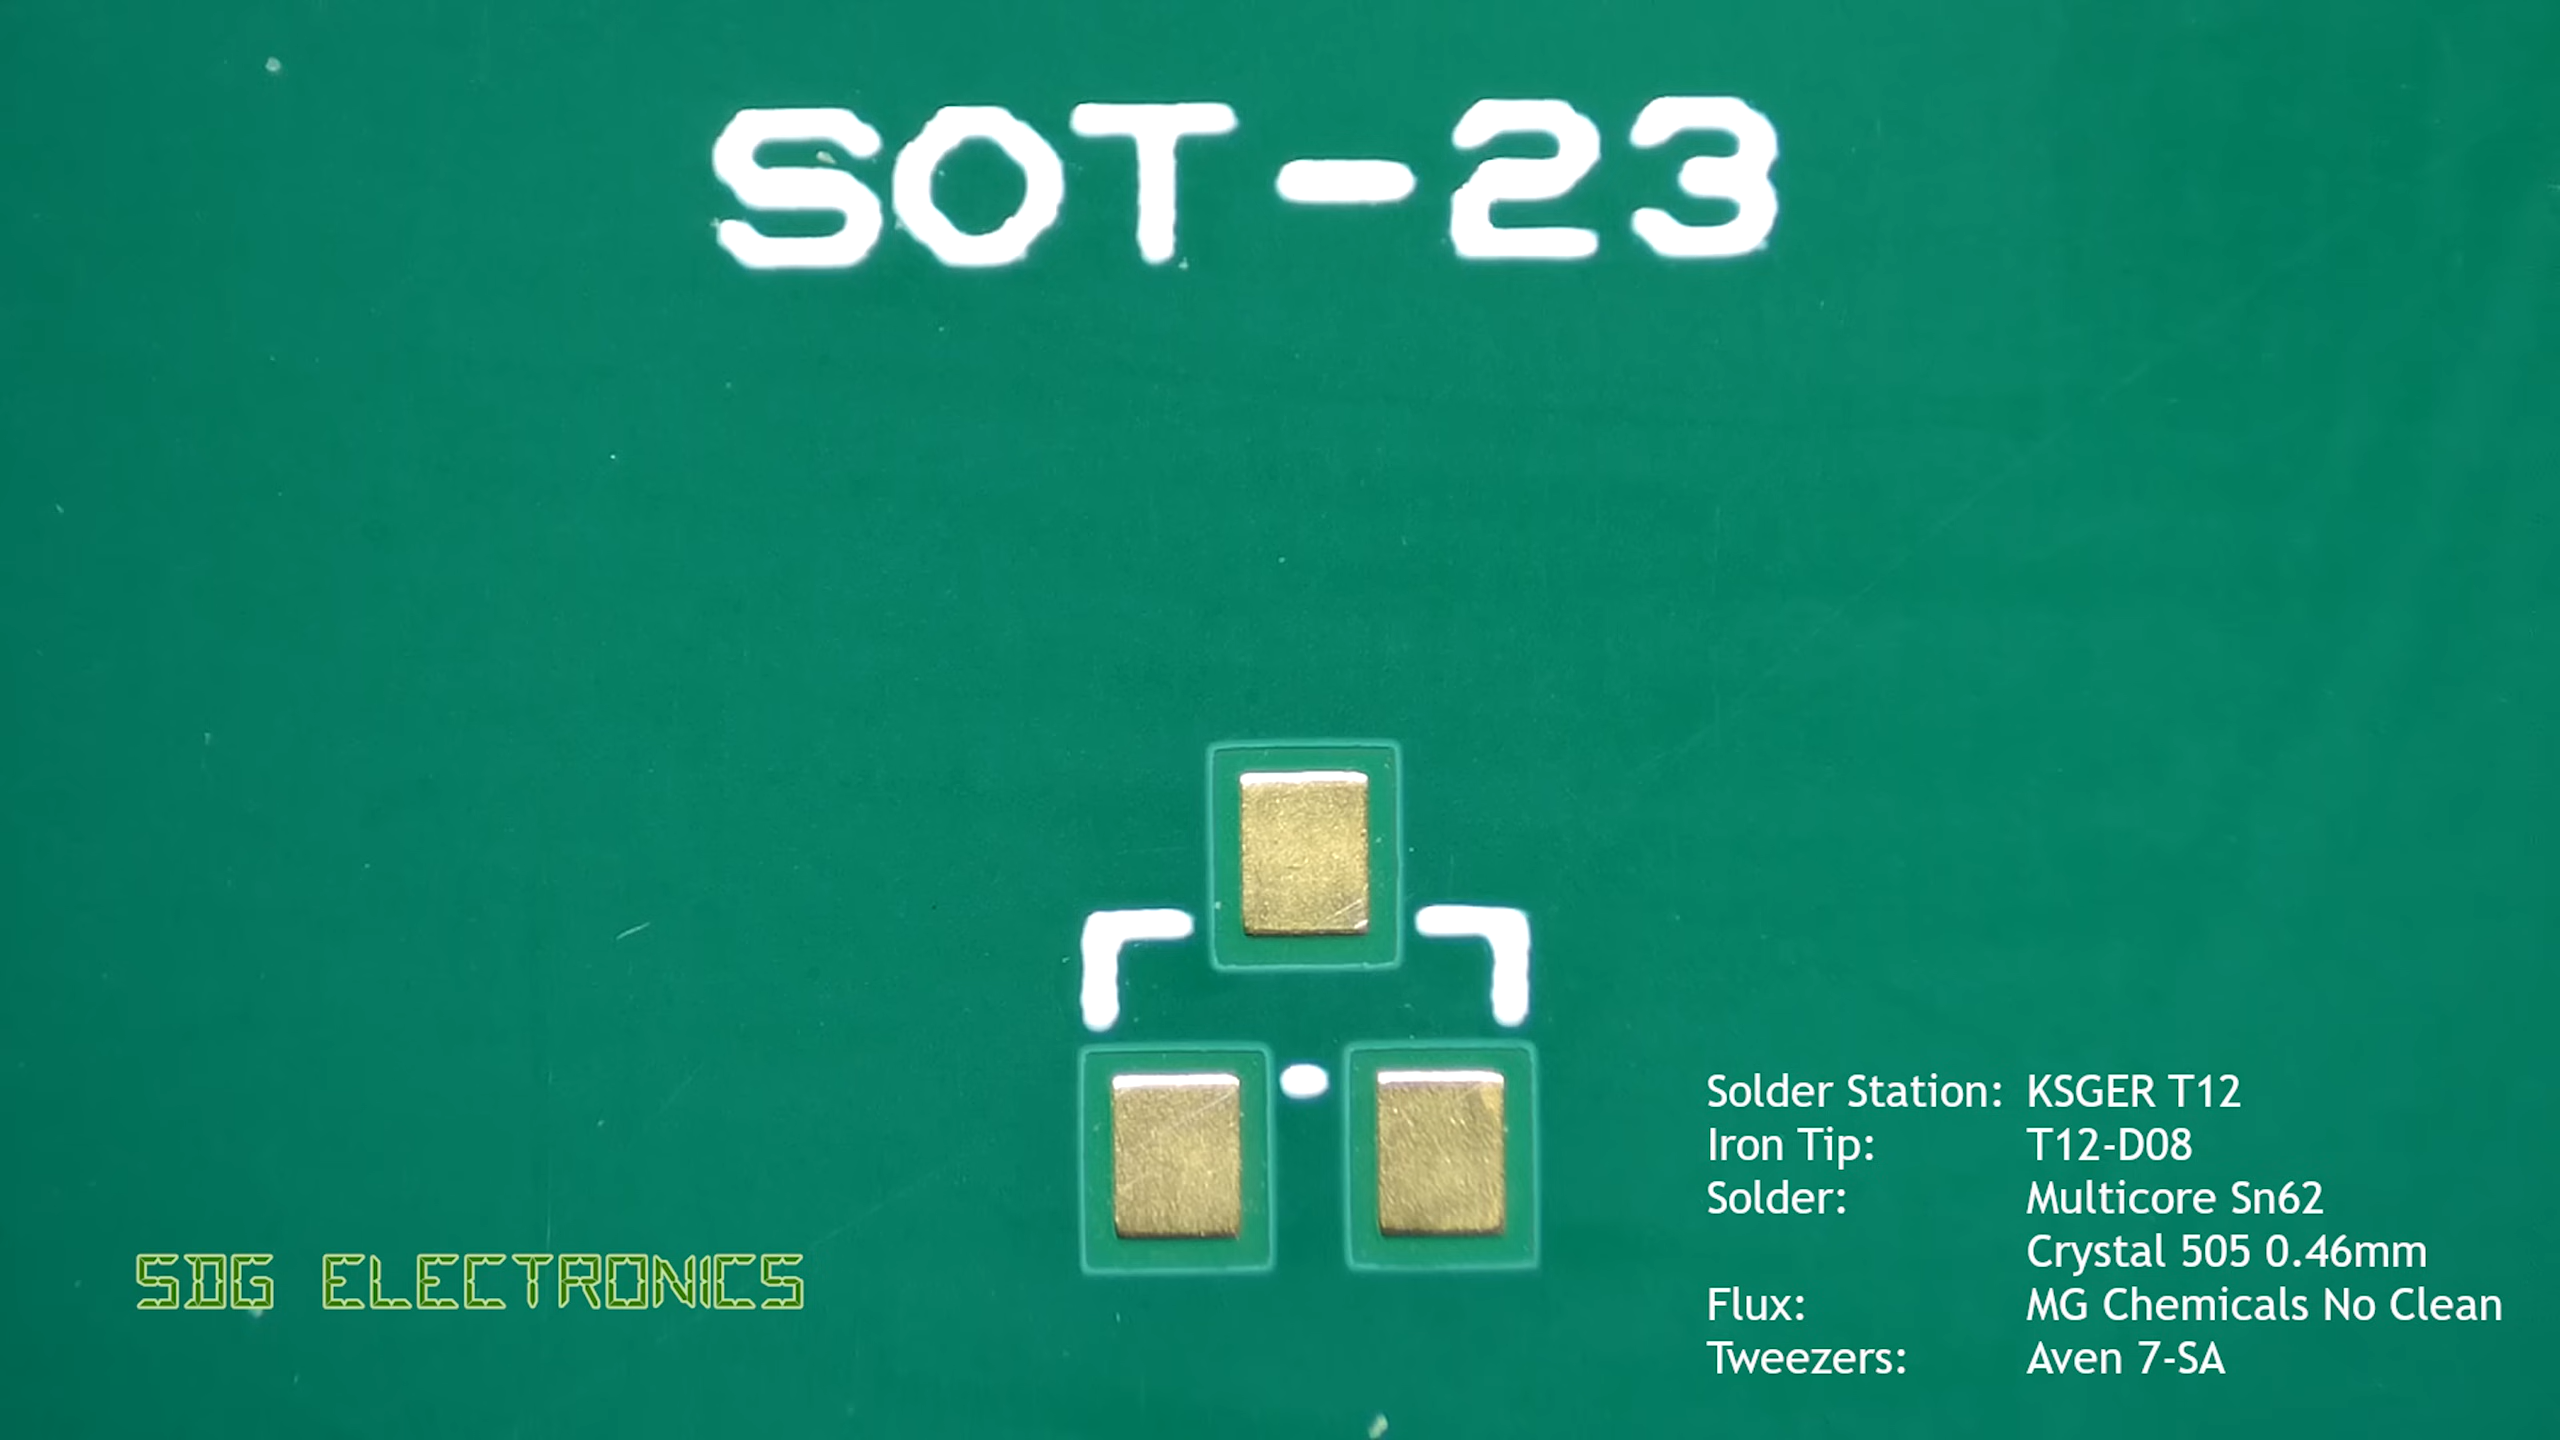 SOT-23
Solder Station: KSGER T12
Iron Tip: T12-D08
Solder: Multicore Sn62
Crystal 505 0.46mm
Flux: MG Chemicals No Clean
Tweezers: Aven 7-SA
SDG ELECTRONICS